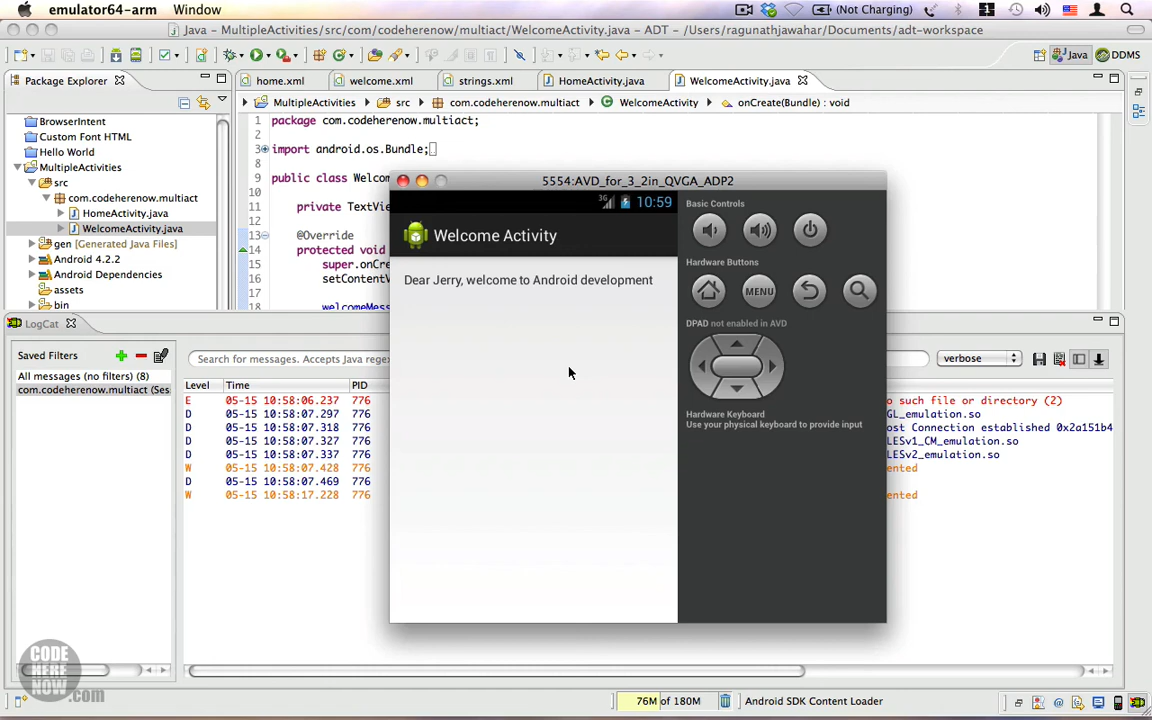 emulator64-arm Window (Not Charging)
Java – MultipleActivities/src/com/codeherenow/multiact/WelcomeActivity.java – ADT – /Users/ragunathjawahar/Documents/adt-workspace
Java DDMS
Package Explorer
home.xml welcome.xml strings.xml HomeActivity.java WelcomeActivity.java
MultipleActivities src com.codeherenow.multiact WelcomeActivity onCreate(Bundle) : void
BrowserIntent
Custom Font HTML
Hello World
MultipleActivities
src
com.codeherenow.multiact
HomeActivity.java
WelcomeActivity.java
gen [Generated Java Files]
Android 4.2.2
Android Dependencies
assets
bin
1 package com.codeherenow.multiact;
2
3 import android.os.Bundle;
8
9 public class Welcome
10
11 private TextView
12
13 @Override
14 protected void
15 super.onCre
16 setContentV
17
18 welcomeMess
5554:AVD_for_3_2in_QVGA_ADP2
3G 10:59
Welcome Activity
Dear Jerry, welcome to Android development
Basic Controls
Hardware Buttons
MENU
DPAD not enabled in AVD
Hardware Keyboard
Use your physical keyboard to provide input
LogCat
Saved Filters
All messages (no filters) (8)
com.codeherenow.multiact (Ses
Search for messages. Accepts Java rege
verbose
Level Time PID
E 05-15 10:58:06.237 776 o such file or directory (2)
D 05-15 10:58:07.297 776 GL_emulation.so
D 05-15 10:58:07.318 776 ost Connection established 0x2a151b4
D 05-15 10:58:07.327 776 LESv1_CM_emulation.so
D 05-15 10:58:07.337 776 LESv2_emulation.so
W 05-15 10:58:07.428 776 ented
D 05-15 10:58:07.469 776
W 05-15 10:58:17.228 776 ented
CODE
HERE
NOW
.com
76M of 180M Android SDK Content Loader